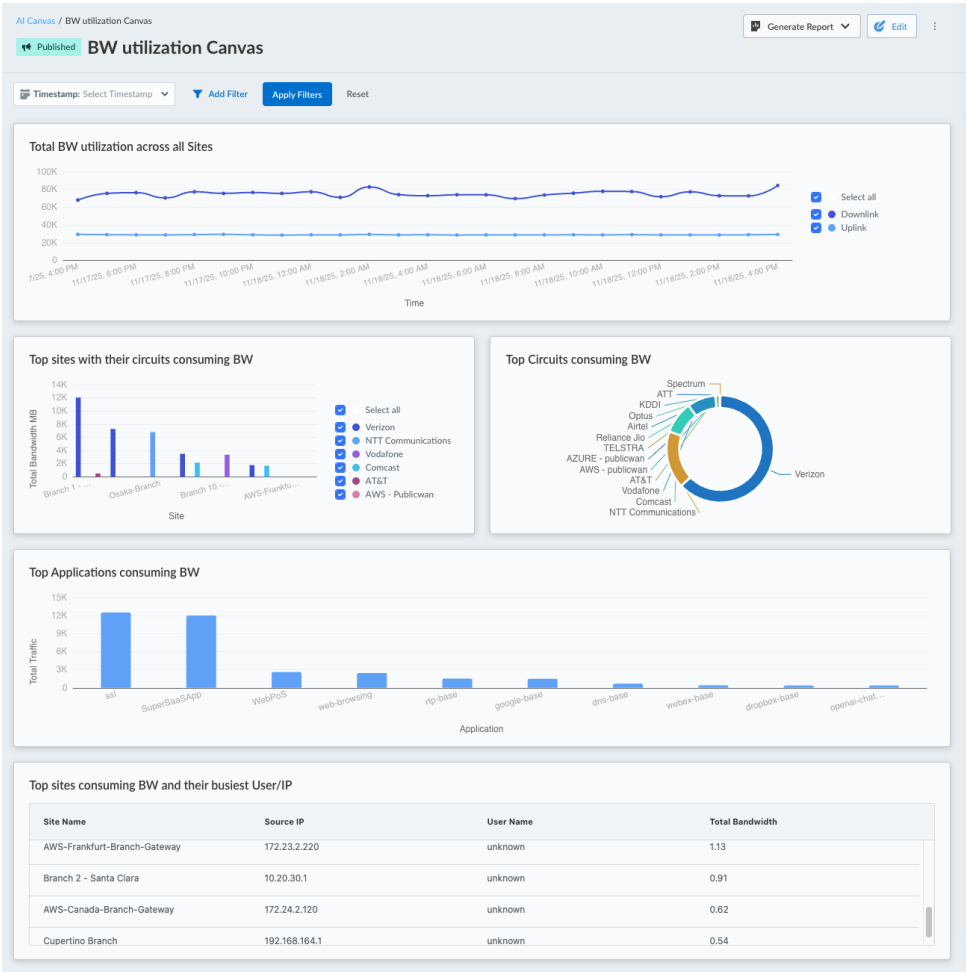 AI Canvas / BW utilization Canvas
Published BW utilization Canvas
Generate Report
Edit
Timestamp: Select Timestamp
Add Filter
Apply Filters
Reset
Total BW utilization across all Sites
100K
80K
60K
40K
20K
0
7/25, 4:00 PM
11/17/25, 6:00 PM
11/17/25, 8:00 PM
11/17/25, 10:00 PM
11/18/25, 12:00 AM
11/18/25, 2:00 AM
11/18/25, 4:00 AM
11/18/25, 6:00 AM
11/18/25, 8:00 AM
11/18/25, 10:00 AM
11/18/25, 12:00 PM
11/18/25, 2:00 PM
11/18/25, 4:00 PM
Time
Select all
Downlink
Uplink
Top sites with their circuits consuming BW
Total Bandwidth MB
14K
12K
10K
8K
6K
4K
2K
0
Branch 1 - ...
Osaka-Branch
Branch 10 -...
AWS-Frankfu...
Site
Select all
Verizon
NTT Communications
Vodafone
Comcast
AT&T
AWS - Publicwan
Top Circuits consuming BW
Spectrum
ATT
KDDI
Optus
Airtel
Reliance Jio
TELSTRA
AZURE - publicwan
AWS - publicwan
AT&T
Vodafone
Comcast
NTT Communications
Verizon
Top Applications consuming BW
Total Traffic
15K
12K
9K
6K
3K
0
ssl
SuperSaaSApp
WebPoS
web-browsing
rtp-base
google-base
dns-base
webex-base
dropbox-base
openai-chat...
Application
Top sites consuming BW and their busiest User/IP
Site Name Source IP User Name Total Bandwidth
AWS-Frankfurt-Branch-Gateway 172.23.2.220 unknown 1.13
Branch 2 - Santa Clara 10.20.30.1 unknown 0.91
AWS-Canada-Branch-Gateway 172.24.2.120 unknown 0.62
Cupertino Branch 192.168.164.1 unknown 0.54